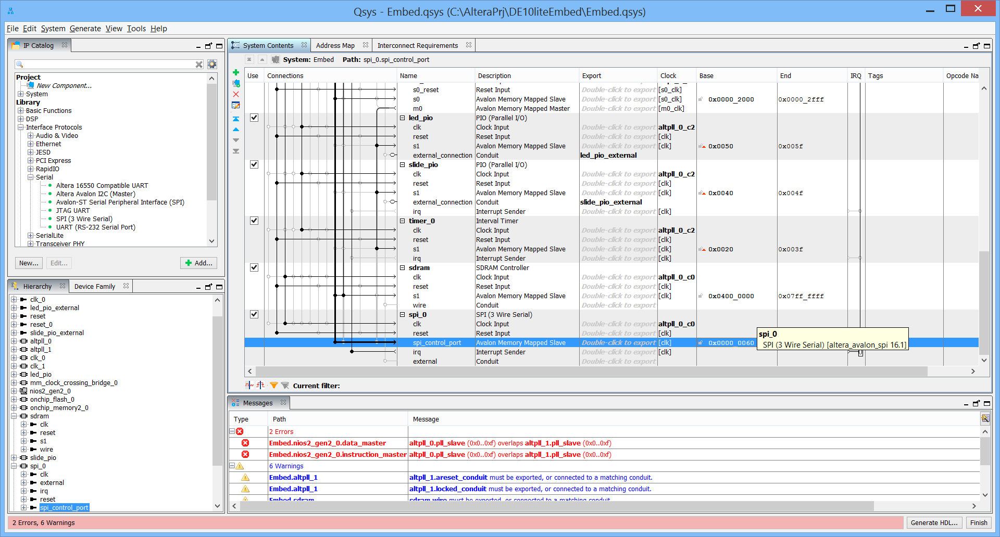 Qsys - Embed.qsys (C:\AlteraPrj\DE10liteEmbed\Embed.qsys)
File Edit System Generate View Tools Help
IP Catalog
Project
New Component...
System
Library
Basic Functions
DSP
Interface Protocols
Audio & Video
Ethernet
JESD
PCI Express
RapidIO
Serial
Altera 16550 Compatible UART
Altera Avalon I2C (Master)
Avalon-ST Serial Peripheral Interface (SPI)
JTAG UART
SPI (3 Wire Serial)
UART (RS-232 Serial Port)
SerialLite
Transceiver PHY
New... Edit... Add...
Hierarchy Device Family
clk_0
led_pio_external
reset
reset_0
slide_pio_external
altpll_0
altpll_1
clk_0
clk_1
led_pio
mm_clock_crossing_bridge_0
nios2_gen2_0
onchip_flash_0
onchip_memory2_0
sdram
clk
reset
s1
wire
slide_pio
spi_0
clk
external
irq
reset
spi_control_port
System Contents Address Map Interconnect Requirements
System: Embed Path: spi_0.spi_control_port
Use Connections Name Description Export Clock Base End IRQ Tags Opcode Na
s0_reset Reset Input Double-click to export [s0_clk]
s0 Avalon Memory Mapped Slave Double-click to export [s0_clk] 0x0000_2000 0x0000_2fff
m0 Avalon Memory Mapped Master Double-click to export [m0_clk]
led_pio PIO (Parallel I/O)
clk Clock Input Double-click to export altpll_0_c2
reset Reset Input Double-click to export [clk]
s1 Avalon Memory Mapped Slave Double-click to export [clk] 0x0050 0x005f
external_connection Conduit led_pio_external
slide_pio PIO (Parallel I/O)
clk Clock Input Double-click to export altpll_0_c2
reset Reset Input Double-click to export [clk]
s1 Avalon Memory Mapped Slave Double-click to export [clk] 0x0040 0x004f
external_connection Conduit slide_pio_external
irq Interrupt Sender Double-click to export [clk]
timer_0 Interval Timer
clk Clock Input Double-click to export altpll_0_c2
reset Reset Input Double-click to export [clk]
s1 Avalon Memory Mapped Slave Double-click to export [clk] 0x0020 0x003f
irq Interrupt Sender Double-click to export [clk]
sdram SDRAM Controller
clk Clock Input Double-click to export altpll_0_c0
reset Reset Input Double-click to export [clk]
s1 Avalon Memory Mapped Slave Double-click to export [clk] 0x0400_0000 0x07ff_ffff
wire Conduit Double-click to export
spi_0 SPI (3 Wire Serial)
clk Clock Input Double-click to export altpll_0_c0
reset Reset Input Double-click to export [clk]
spi_control_port Avalon Memory Mapped Slave Double-click to export [clk] 0x0000_0060
irq Interrupt Sender Double-click to export [clk]
external Conduit Double-click to export
spi_0
SPI (3 Wire Serial) [altera_avalon_spi 16.1]
Current filter:
Messages
Type Path Message
2 Errors
Embed.nios2_gen2_0.data_master altpll_0.pll_slave (0x0..0xf) overlaps altpll_1.pll_slave (0x0..0xf)
Embed.nios2_gen2_0.instruction_master altpll_0.pll_slave (0x0..0xf) overlaps altpll_1.pll_slave (0x0..0xf)
6 Warnings
Embed.altpll_1 altpll_1.areset_conduit must be exported, or connected to a matching conduit.
Embed.altpll_1 altpll_1.locked_conduit must be exported, or connected to a matching conduit.
Embed.sdram sdram.wire must be exported, or connected to a matching conduit.
2 Errors, 6 Warnings
Generate HDL... Finish